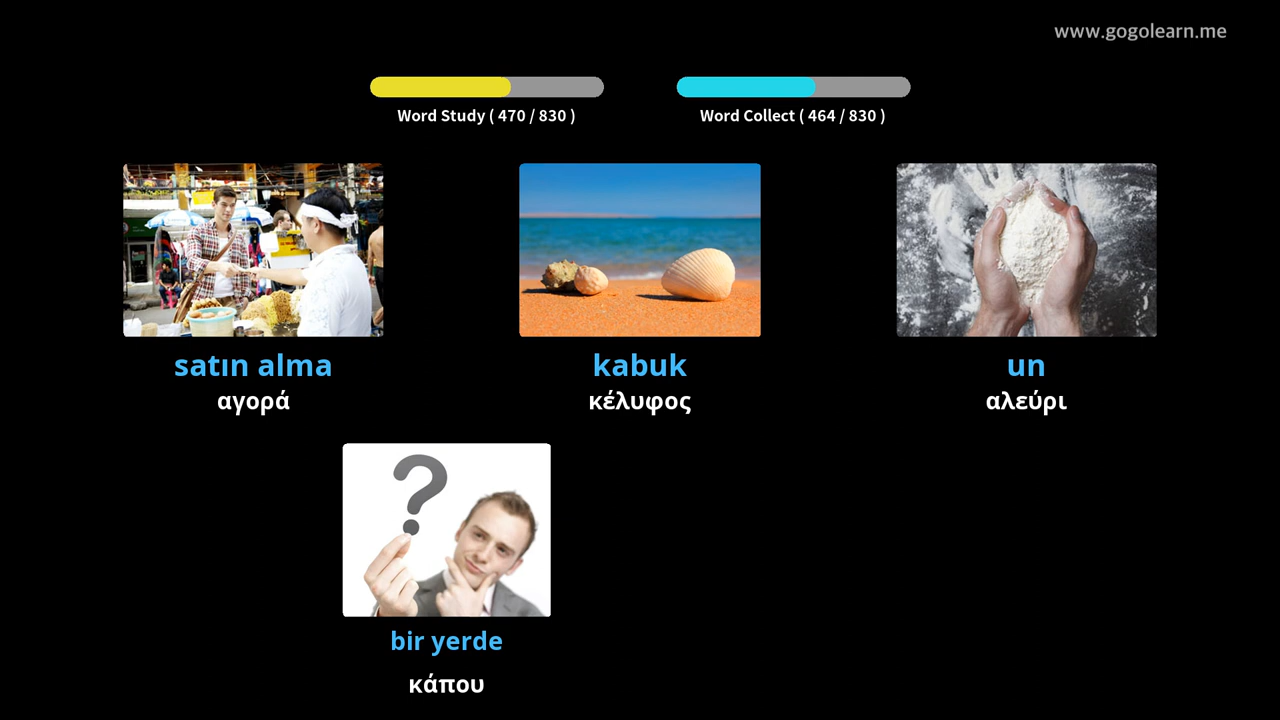 www.gogolearn.me
Word Study ( 470 / 830 )
Word Collect ( 464 / 830 )
satın alma
αγορά
kabuk
κέλυφος
un
αλεύρι
?
bir yerde
κάπου